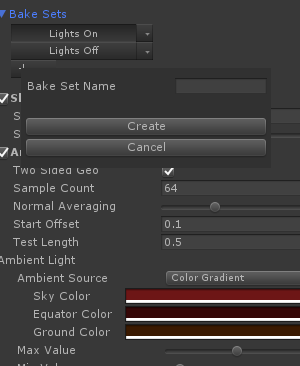 Bake Sets
Lights On
Lights Off
Bake Set Name
Create
Cancel
Two Sided Geo
Sample Count 64
Normal Averaging
Start Offset 0.1
Test Length 0.5
Ambient Light
Ambient Source Color Gradient
Sky Color
Equator Color
Ground Color
Max Value